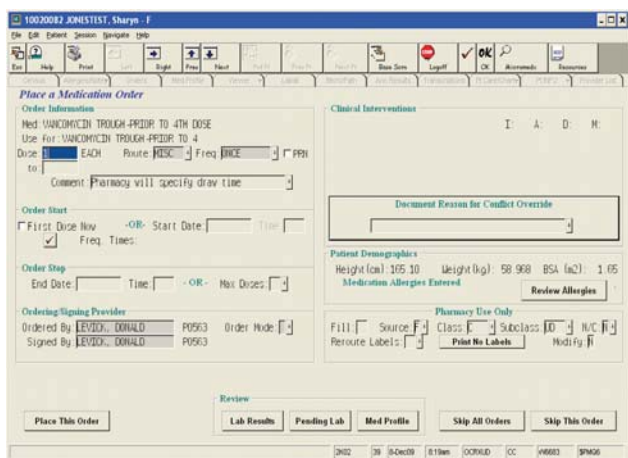 10020082 JONESTEST, Sharyn - F
File Edit Patient Session Navigate Help
Esc Help Print Left Right Prev Next Base Scrn Logoff OK Micromedx Resources
Place a Medication Order
Order Information
Med: VANCOMYCIN TROUGH-PRIOR TO 4TH DOSE
Use for: VANCOMYCIN TROUGH-PRIOR TO 4
Dose: 1 EACH Route: MISC Freq: ONCE PRN
to:
Comment: Pharmacy will specify draw time
Order Start
First Dose Now -OR- Start Date: Time:
Freq. Times:
Order Stop
End Date: Time: - OR - Max Doses:
Ordering/Signing Provider
Ordered By: LEVICK, DONALD P0563 Order Mode:
Signed By: LEVICK, DONALD P0563
Clinical Interventions
I: A: D: M:
Document Reason for Conflict Override
Patient Demographics
Height(cm): 165.10 Weight(kg): 58.968 BSA (m2): 1.65
Medication Allergies Entered
Review Allergies
Pharmacy Use Only
Fill: Source: F Class: C Subclass: UD N/C: N
Reroute Labels: Print No Labels Modify: N
Review
Place This Order Lab Results Pending Lab Med Profile Skip All Orders Skip This Order
2K02 39 8-Dec09 8:19am OCRXUD CC